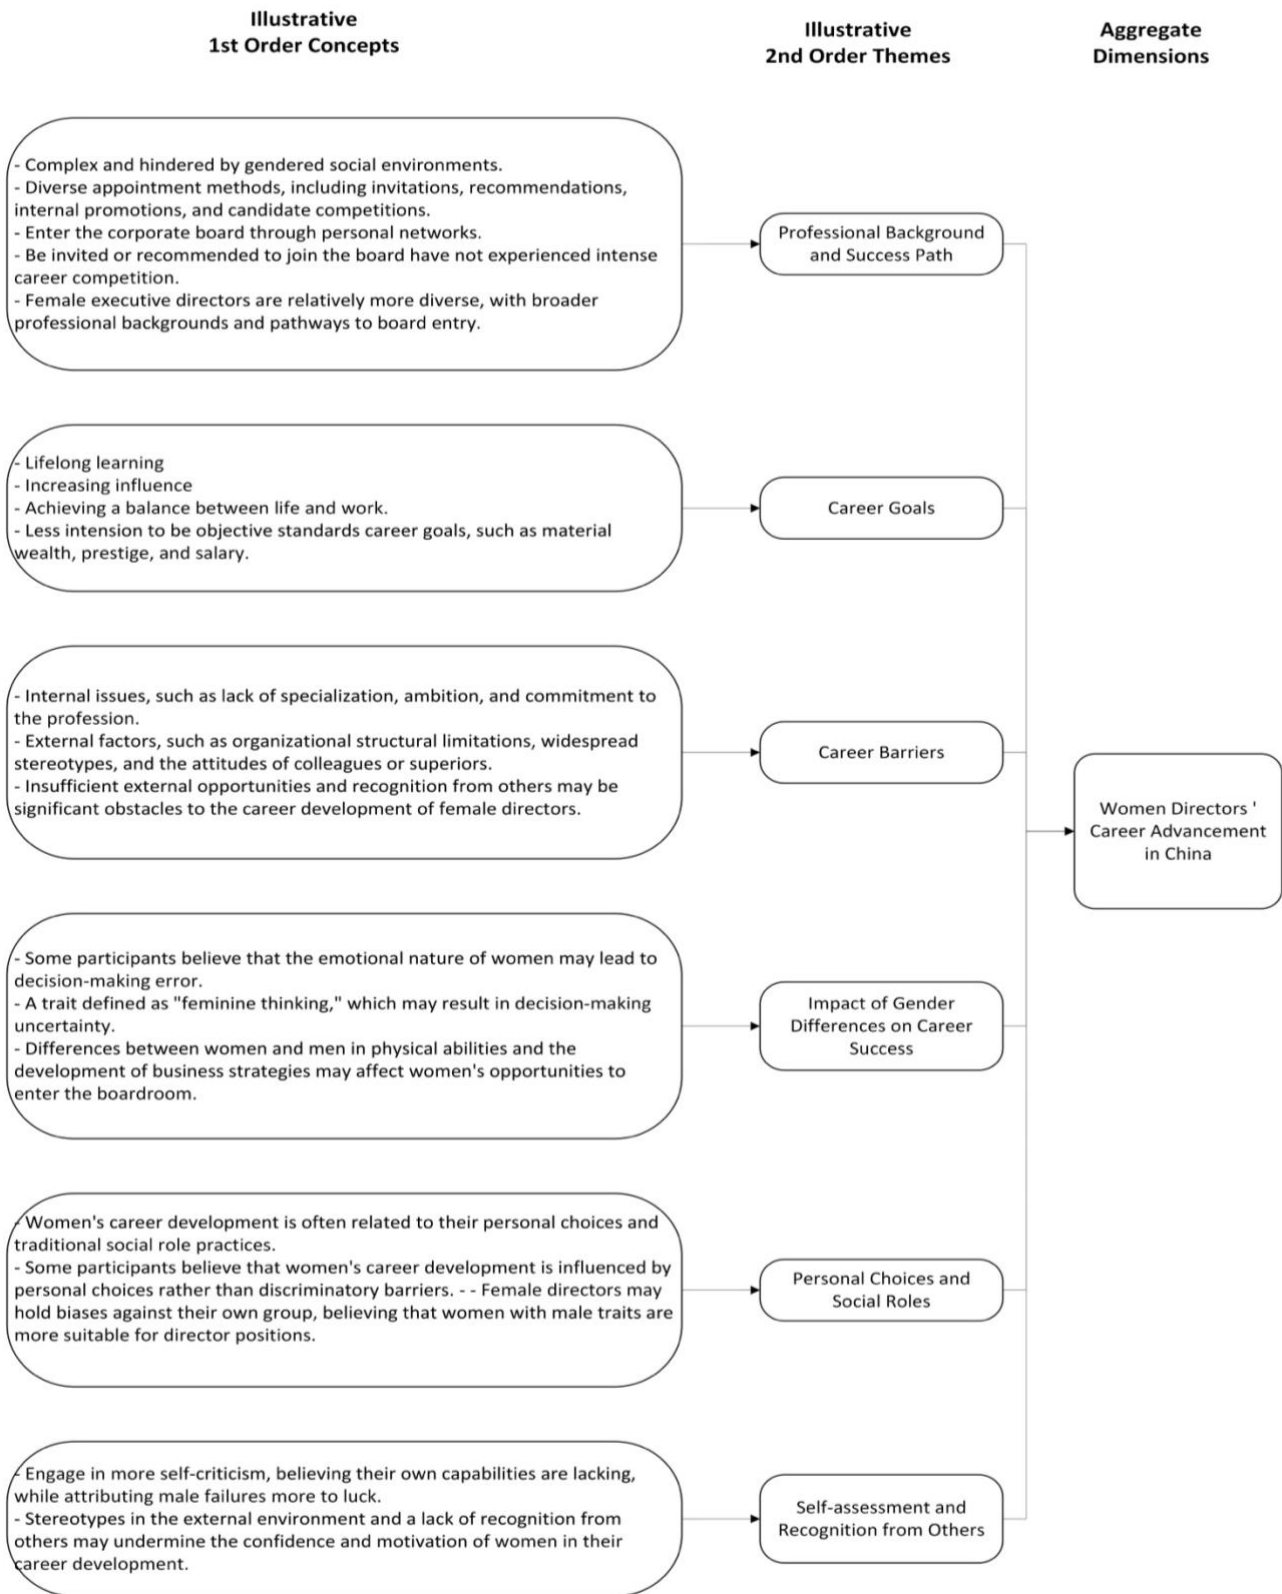 Illustrative
1st Order Concepts
Illustrative
2nd Order Themes
Aggregate
Dimensions
- Complex and hindered by gendered social environments.
- Diverse appointment methods, including invitations, recommendations,
internal promotions, and candidate competitions.
- Enter the corporate board through personal networks.
- Be invited or recommended to join the board have not experienced intense
career competition.
- Female executive directors are relatively more diverse, with broader
professional backgrounds and pathways to board entry.
Professional Background
and Success Path
- Lifelong learning
- Increasing influence
- Achieving a balance between life and work.
- Less intension to be objective standards career goals, such as material
wealth, prestige, and salary.
Career Goals
- Internal issues, such as lack of specialization, ambition, and commitment to
the profession.
- External factors, such as organizational structural limitations, widespread
stereotypes, and the attitudes of colleagues or superiors.
- Insufficient external opportunities and recognition from others may be
significant obstacles to the career development of female directors.
Career Barriers
Women Directors '
Career Advancement
in China
- Some participants believe that the emotional nature of women may lead to
decision-making error.
- A trait defined as "feminine thinking," which may result in decision-making
uncertainty.
- Differences between women and men in physical abilities and the
development of business strategies may affect women's opportunities to
enter the boardroom.
Impact of Gender
Differences on Career
Success
- Women's career development is often related to their personal choices and
traditional social role practices.
- Some participants believe that women's career development is influenced by
personal choices rather than discriminatory barriers. - - Female directors may
hold biases against their own group, believing that women with male traits are
more suitable for director positions.
Personal Choices and
Social Roles
- Engage in more self-criticism, believing their own capabilities are lacking,
while attributing male failures more to luck.
- Stereotypes in the external environment and a lack of recognition from
others may undermine the confidence and motivation of women in their
career development.
Self-assessment and
Recognition from Others